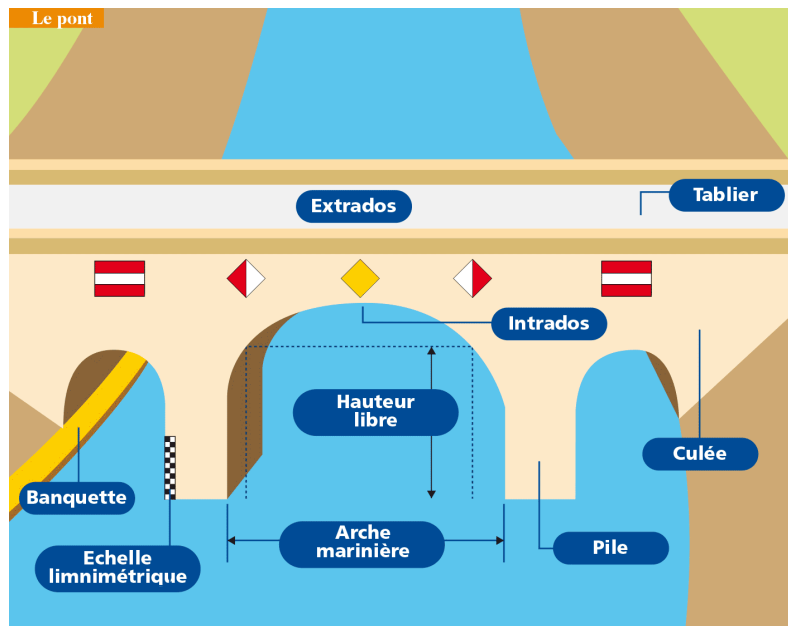 Le pont
Extrados
Tablier
Intrados
Hauteur
libre
Culée
Banquette
Arche
marinière
Pile
Echelle
limnimétrique